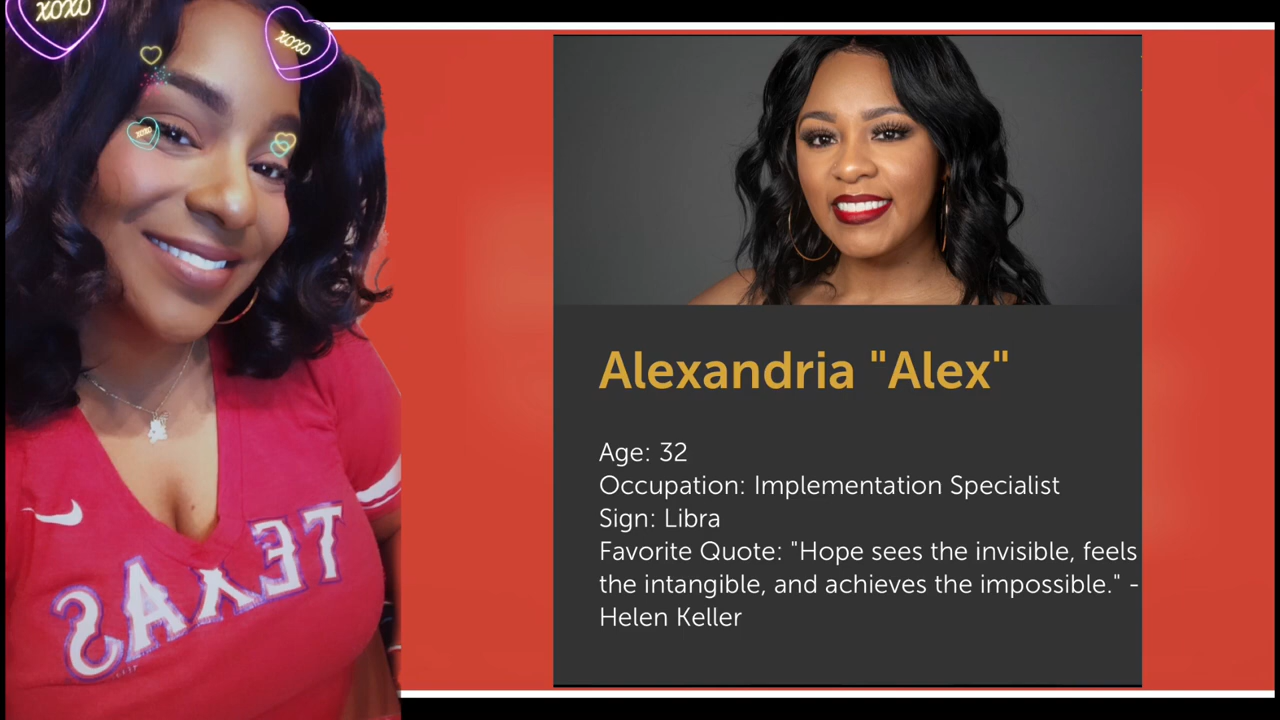 xoxo
xoxo
xoxo
TEXAS
Alexandria "Alex"
Age: 32
Occupation: Implementation Specialist
Sign: Libra
Favorite Quote: "Hope sees the invisible, feels
the intangible, and achieves the impossible." -
Helen Keller